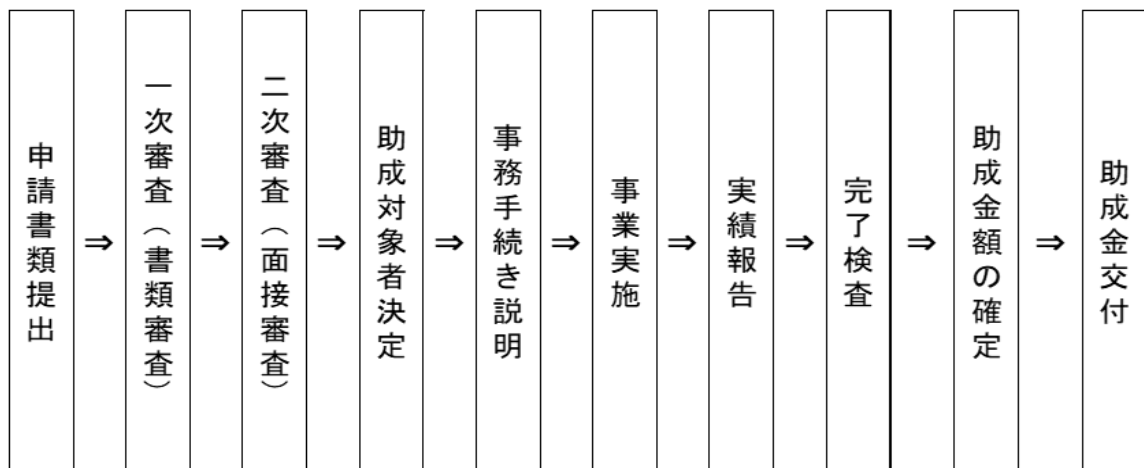 申請書類提出
⇒
一次審査（書類審査）
⇒
二次審査（面接審査）
⇒
助成対象者決定
⇒
事務手続き説明
⇒
事業実施
⇒
実績報告
⇒
完了検査
⇒
助成金額の確定
⇒
助成金交付